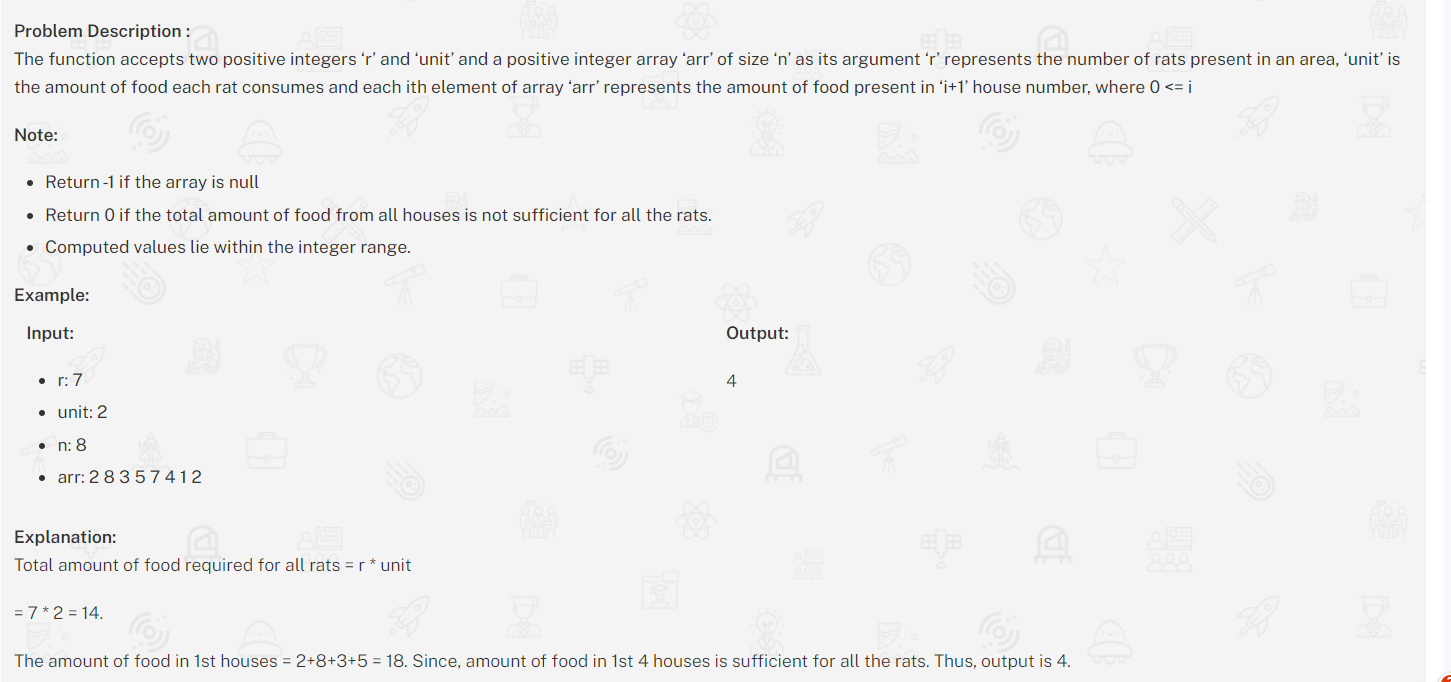 Problem Description :
The function accepts two positive integers ‘r’ and ‘unit’ and a positive integer array ‘arr’ of size ‘n’ as its argument ‘r’ represents the number of rats present in an area, ‘unit’ is
the amount of food each rat consumes and each ith element of array ‘arr’ represents the amount of food present in ‘i+1’ house number, where 0 <= i
Note:
• Return -1 if the array is null
• Return 0 if the total amount of food from all houses is not sufficient for all the rats.
• Computed values lie within the integer range.
Example:
Input:
Output:
• r: 7
4
• unit: 2
• n: 8
• arr: 2 8 3 5 7 4 1 2
Explanation:
Total amount of food required for all rats = r * unit
= 7 * 2 = 14.
The amount of food in 1st houses = 2+8+3+5 = 18. Since, amount of food in 1st 4 houses is sufficient for all the rats. Thus, output is 4.